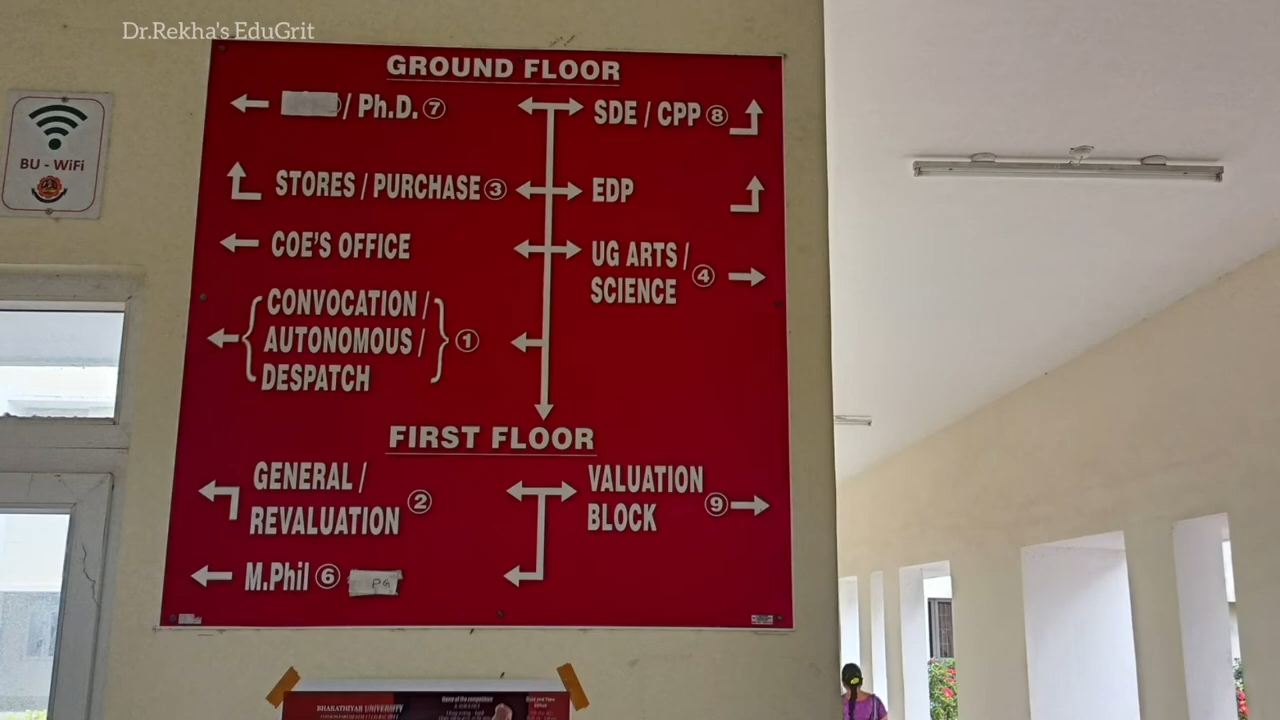 Dr.Rekha's EduGrit
BU - WiFi
GROUND FLOOR
/ Ph.D. 7
SDE / CPP 8
STORES / PURCHASE 3
EDP
COE'S OFFICE
UG ARTS /
SCIENCE 4
CONVOCATION /
AUTONOMOUS /
DESPATCH
1
FIRST FLOOR
GENERAL /
REVALUATION
2
VALUATION
BLOCK
9
M.Phil 6 PG
BHARATHIYAR UNIVERSITY